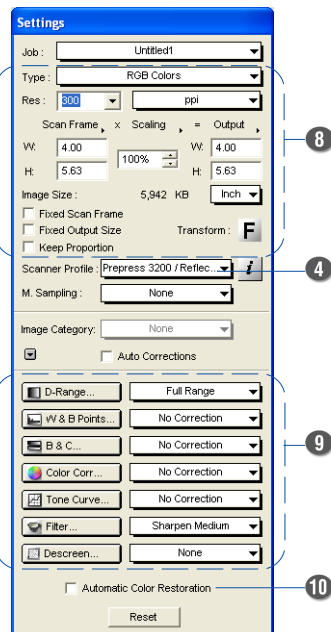 Settings
Job : Untitled1
Type : RGB Colors
Res : 300 ppi
Scan Frame x Scaling = Output
W: 4.00 100% W: 4.00
H: 5.63 H: 5.63
Image Size : 5,942 KB Inch
Fixed Scan Frame
Fixed Output Size Transform : F
Keep Proportion
8
Scanner Profile : Prepress 3200 / Reflec... i
4
M. Sampling : None
Image Category: None
Auto Corrections
D-Range... Full Range
W & B Points... No Correction
B & C... No Correction
9
Color Corr... No Correction
Tone Curve... No Correction
Filter... Sharpen Medium
Descreen... None
Automatic Color Restoration
10
Reset